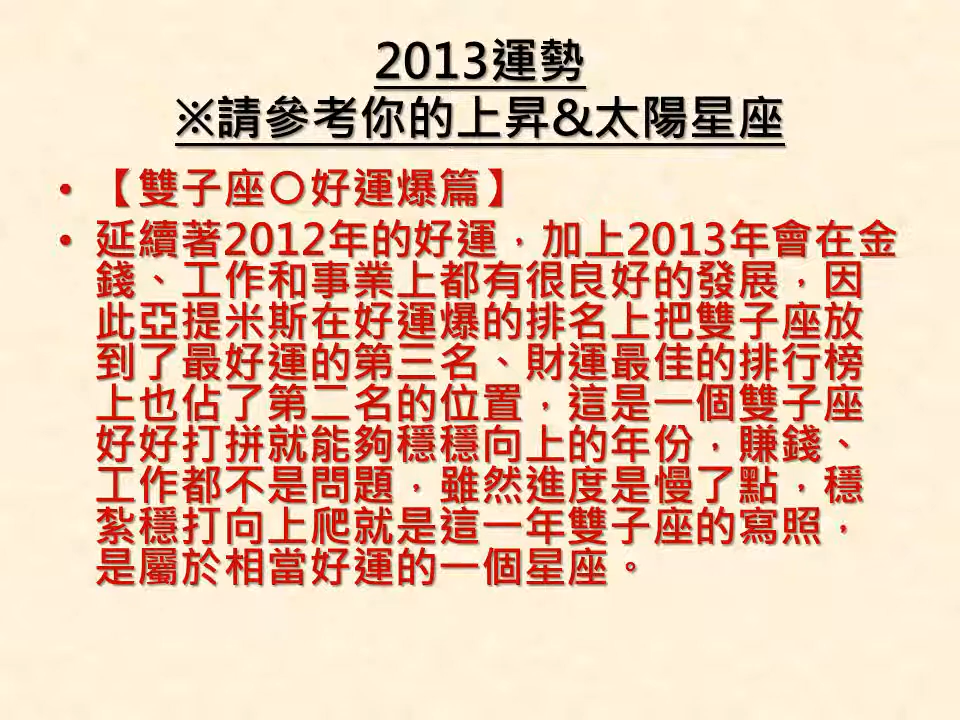 2013運勢
※請參考你的上昇&太陽星座
• 【雙子座○好運爆篇】
• 延續著2012年的好運，加上2013年會在金
錢、工作和事業上都有很良好的發展，因
此亞提米斯在好運爆的排名上把雙子座放
到了最好運的第三名、財運最佳的排行榜
上也佔了第二名的位置，這是一個雙子座
好好打拼就能夠穩穩向上的年份，賺錢、
工作都不是問題，雖然進度是慢了點，穩
紮穩打向上爬就是這一年雙子座的寫照，
是屬於相當好運的一個星座。